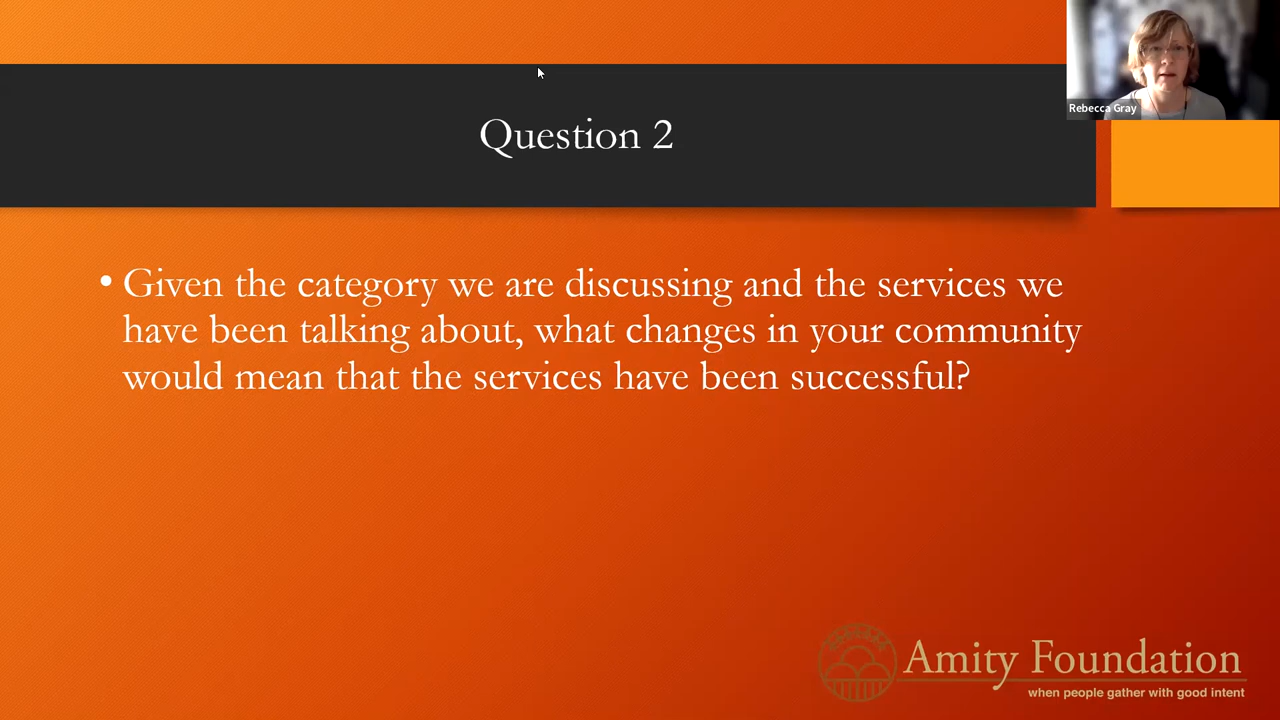 Rebecca Gray
Question 2
• Given the category we are discussing and the services we
have been talking about, what changes in your community
would mean that the services have been successful?
Amity Foundation
when people gather with good intent